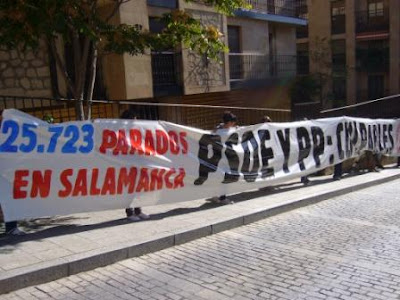 25.723 PARADOS
EN SALAMANCA
PSOE Y PP: CULPABLES